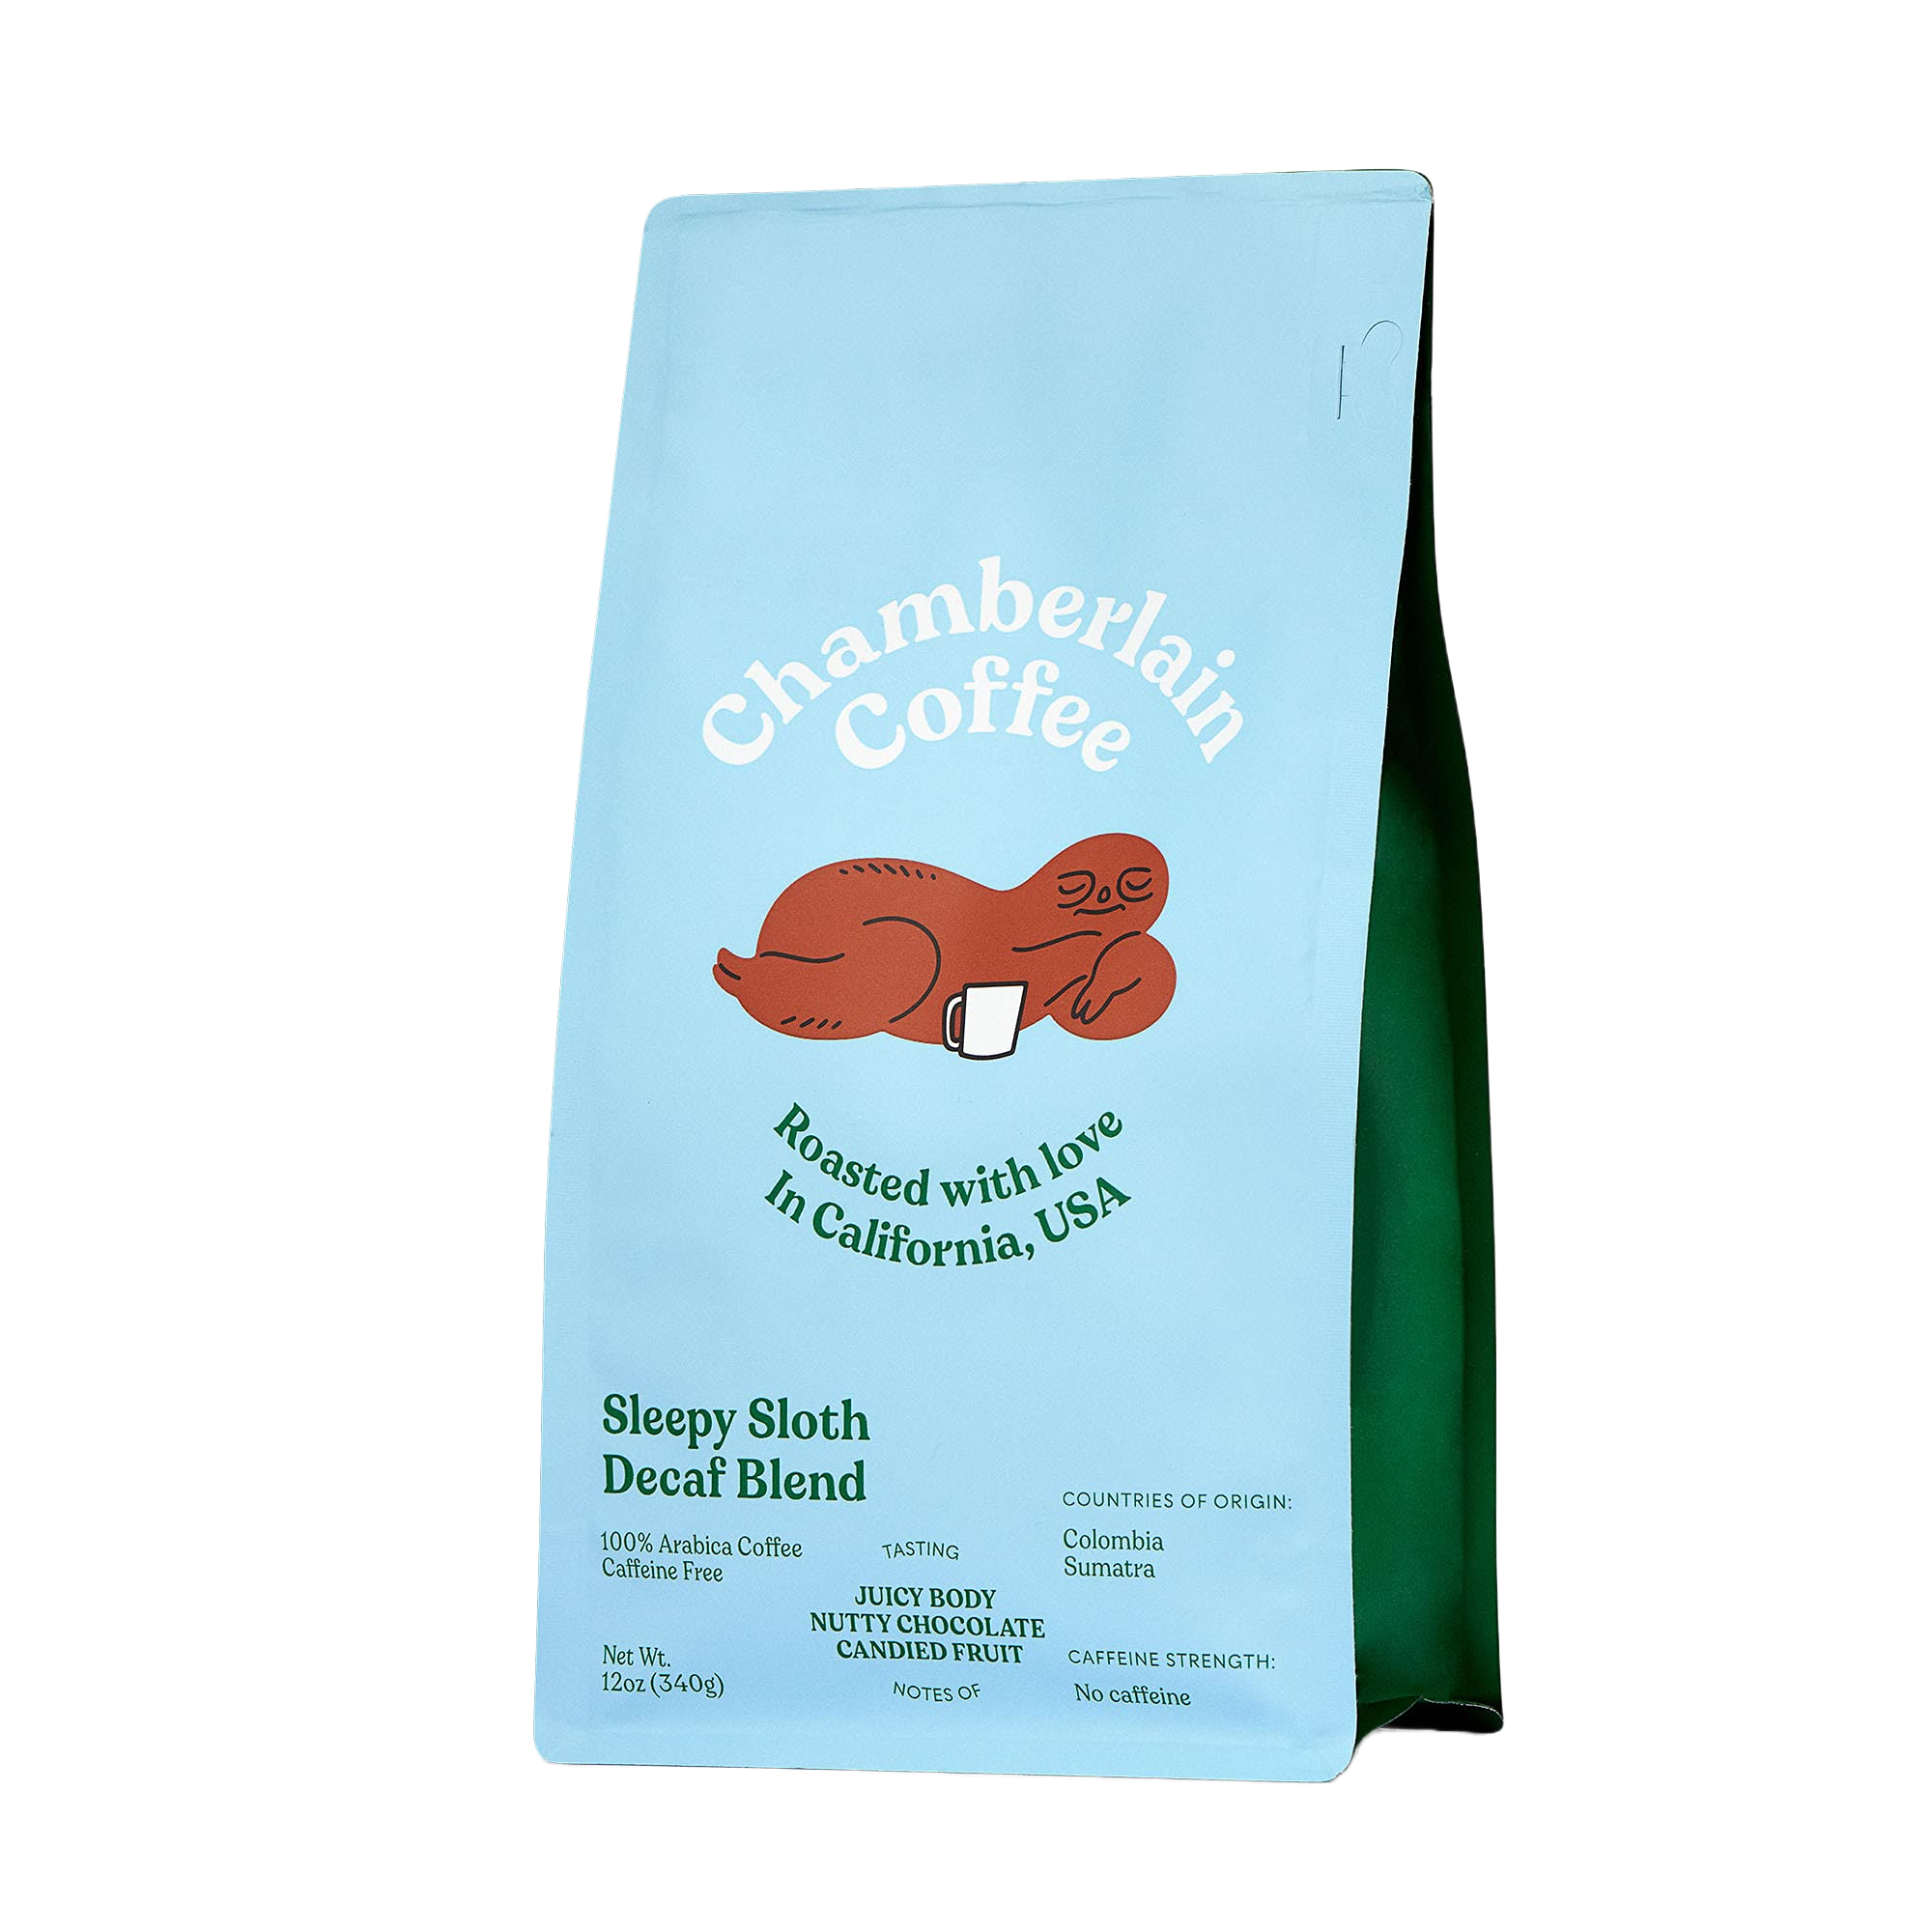 Chamberlain
Coffee
Roasted with love
In California, USA
Sleepy Sloth
Decaf Blend
100% Arabica Coffee
Caffeine Free
Net Wt.
12oz (340g)
TASTING
JUICY BODY
NUTTY CHOCOLATE
CANDIED FRUIT
NOTES OF
COUNTRIES OF ORIGIN:
Colombia
Sumatra
CAFFEINE STRENGTH:
No caffeine